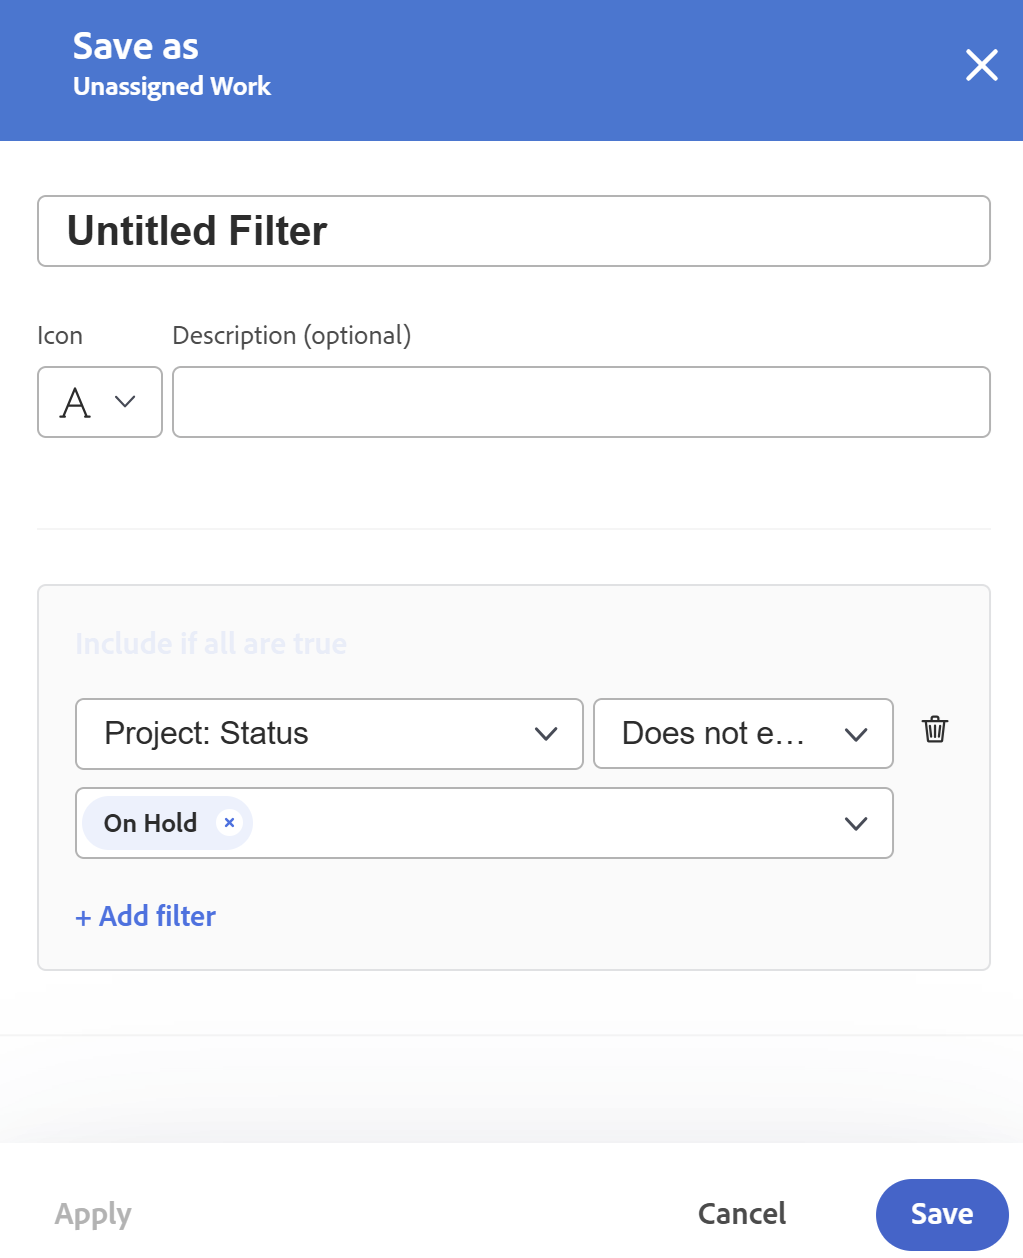 Save as
Unassigned Work
Untitled Filter
Icon Description (optional)
A
Include if all are true
Project: Status Does not e...
On Hold
+ Add filter
Apply Cancel Save